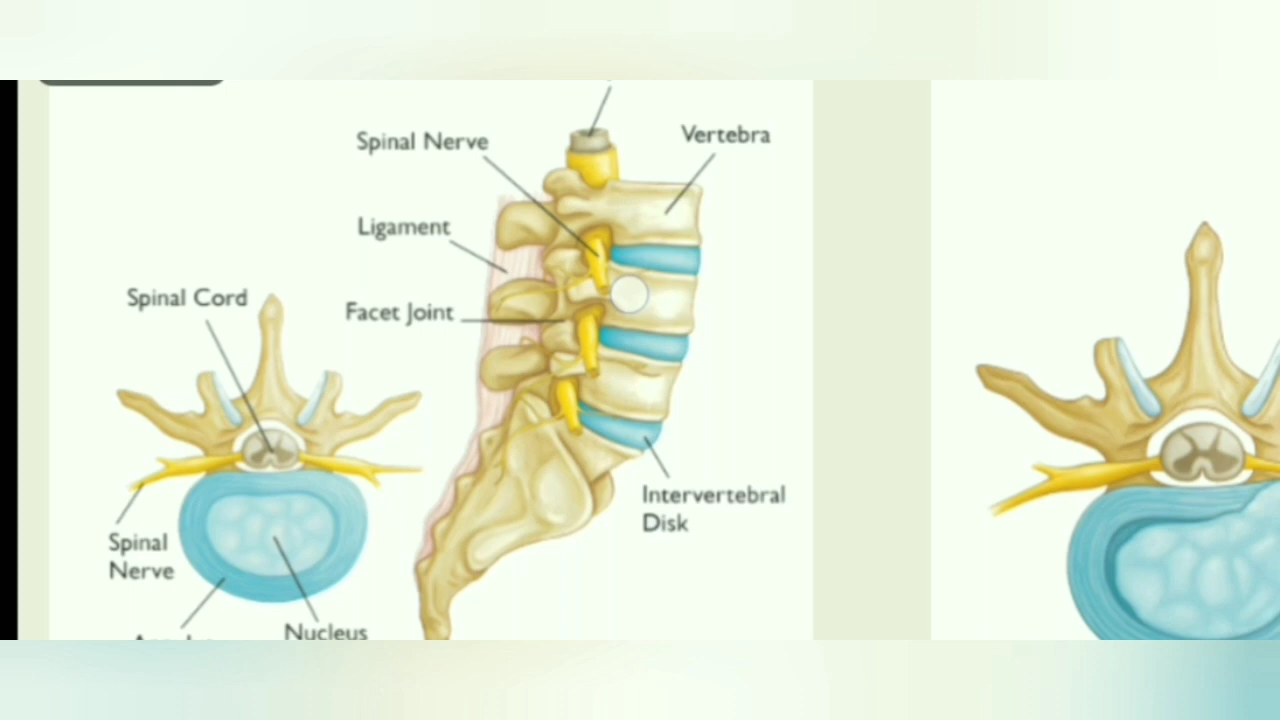 Spinal Nerve
Vertebra
Ligament
Spinal Cord
Facet Joint
Intervertebral
Disk
Spinal
Nerve
Nucleus